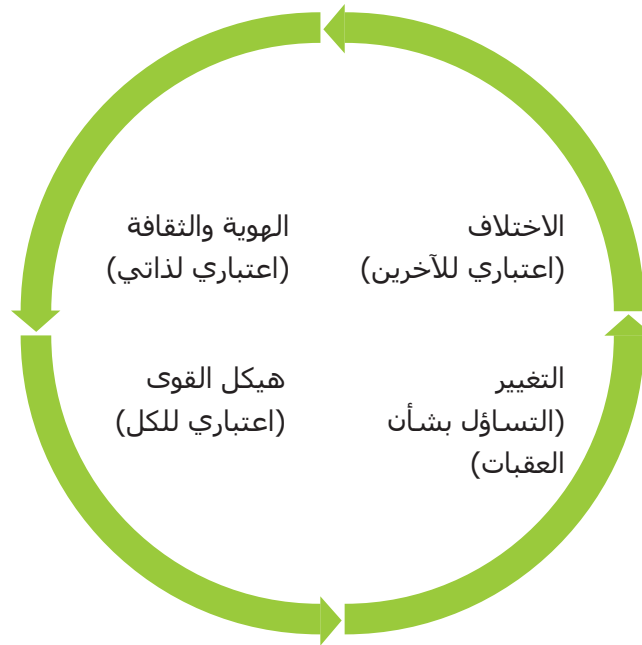 الاختلاف
(اعتباري للآخرين)
الهوية والثقافة
(اعتباري لذاتي)
التغيير
(التساؤل بشأن
العقبات)
هيكل القوى
(اعتباري للكل)